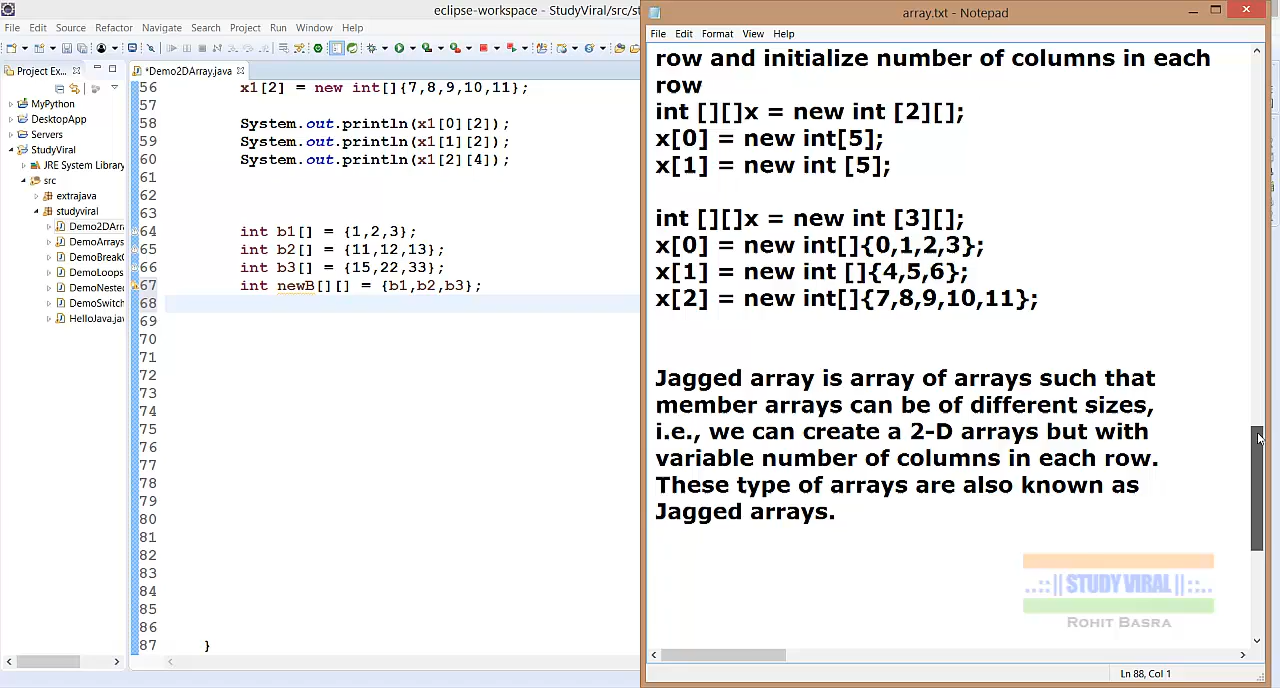 eclipse-workspace - StudyViral/src/st
File Edit Source Refactor Navigate Search Project Run Window Help
Project Ex...
*Demo2DArray.java
MyPython
DesktopApp
Servers
StudyViral
JRE System Library
src
extrajava
studyviral
Demo2DArra
DemoArrays
DemoBreak
DemoLoops
DemoNeste
DemoSwitch
HelloJava.jav
56 x1[2] = new int[]{7,8,9,10,11};
57
58 System.out.println(x1[0][2]);
59 System.out.println(x1[1][2]);
60 System.out.println(x1[2][4]);
61
62
63
64 int b1[] = {1,2,3};
65 int b2[] = {11,12,13};
66 int b3[] = {15,22,33};
67 int newB[][] = {b1,b2,b3};
68
69
70
71
72
73
74
75
76
77
78
79
80
81
82
83
84
85
86
87 }
array.txt - Notepad
File Edit Format View Help
row and initialize number of columns in each
row
int [][]x = new int [2][];
x[0] = new int[5];
x[1] = new int [5];
int [][]x = new int [3][];
x[0] = new int[]{0,1,2,3};
x[1] = new int []{4,5,6};
x[2] = new int[]{7,8,9,10,11};
Jagged array is array of arrays such that
member arrays can be of different sizes,
i.e., we can create a 2-D arrays but with
variable number of columns in each row.
These type of arrays are also known as
Jagged arrays.
..::|| STUDY VIRAL ||::..
ROHIT BASRA
Ln 88, Col 1